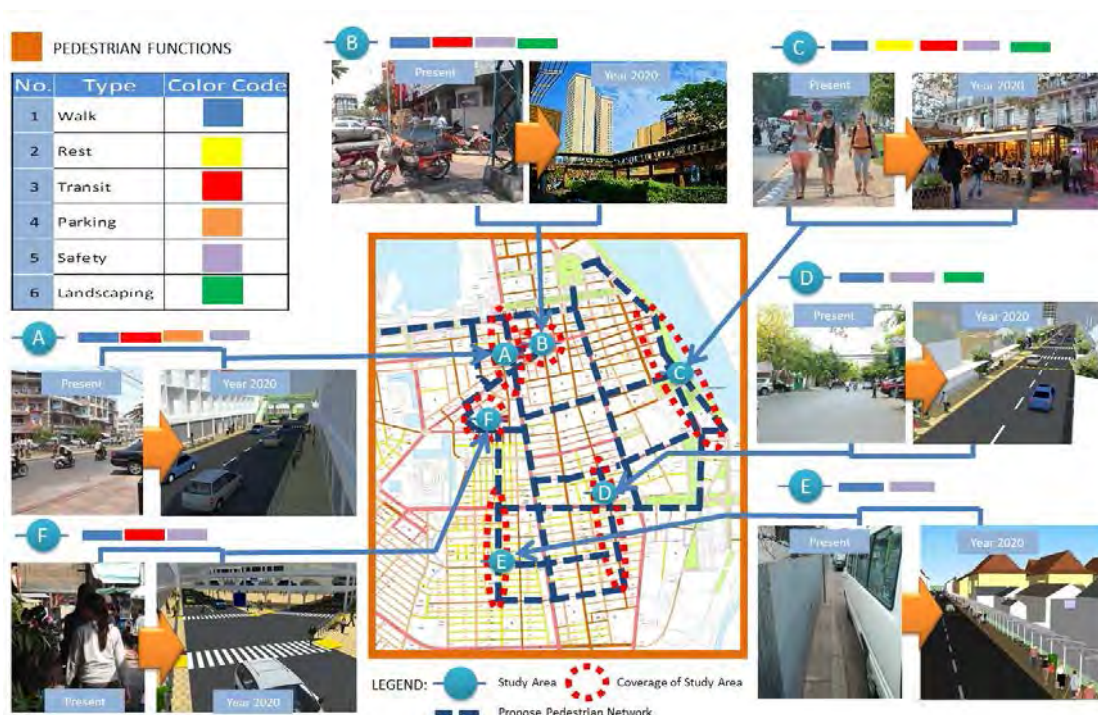 PEDESTRIAN FUNCTIONS
No. Type Color Code
1 Walk
2 Rest
3 Transit
4 Parking
5 Safety
6 Landscaping
B
Present
Year 2020
C
Present
Year 2020
D
Present
Year 2020
A
Present
Year 2020
E
Present
Year 2020
F
Present
Year 2020
A
B
C
F
D
E
LEGEND:
Study Area
Coverage of Study Area
Propose Pedestrian Network